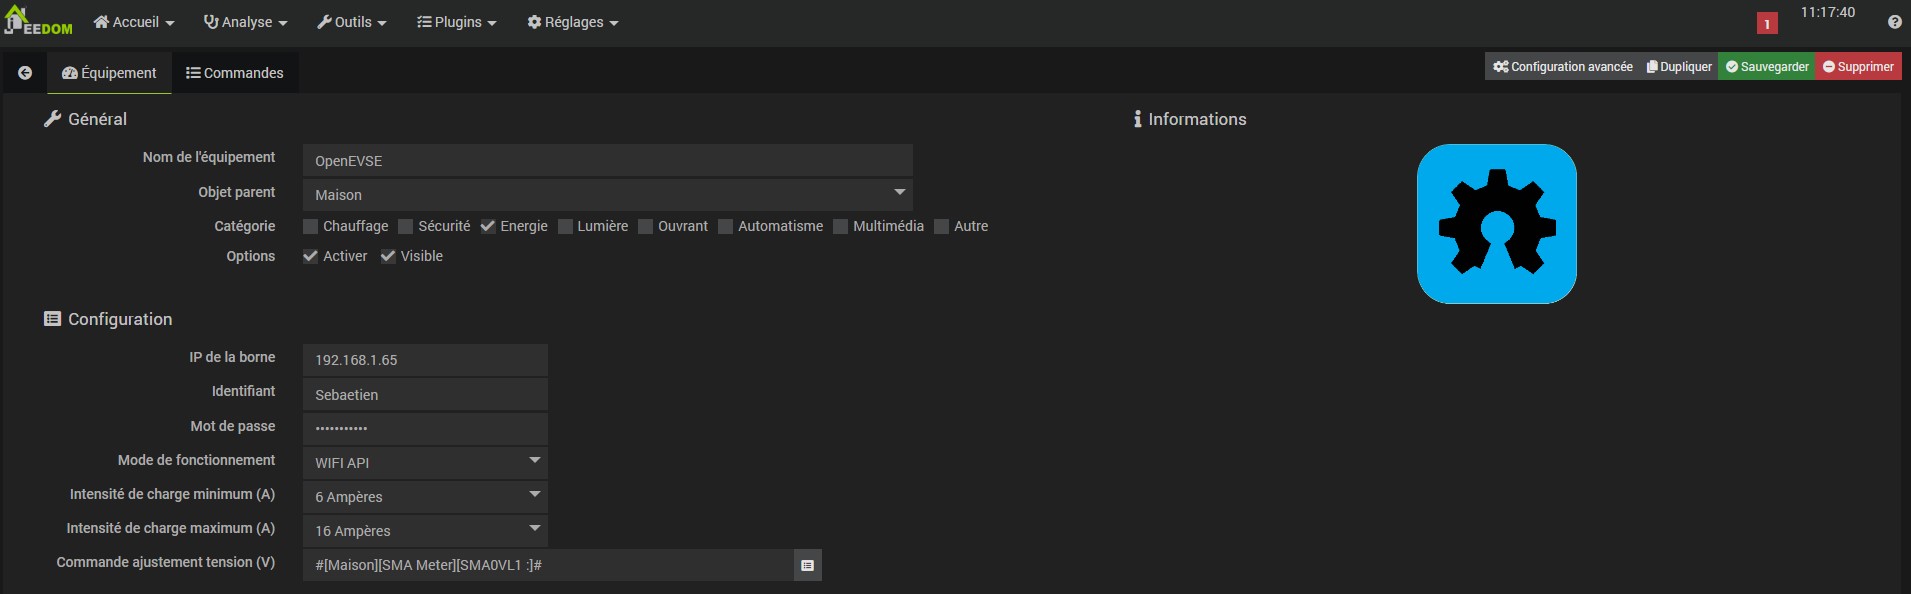 JEEDOM Accueil Analyse Outils Plugins Réglages 1 11:17:40
Équipement Commandes Configuration avancée Dupliquer Sauvegarder Supprimer
Général Informations
Nom de l'équipement OpenEVSE
Objet parent Maison
Catégorie Chauffage Sécurité Energie Lumière Ouvrant Automatisme Multimédia Autre
Options Activer Visible
Configuration
IP de la borne 192.168.1.65
Identifiant Sebaetien
Mot de passe •••••••••••
Mode de fonctionnement WIFI API
Intensité de charge minimum (A) 6 Ampères
Intensité de charge maximum (A) 16 Ampères
Commande ajustement tension (V) #[Maison][SMA Meter][SMA0VL1 :]#